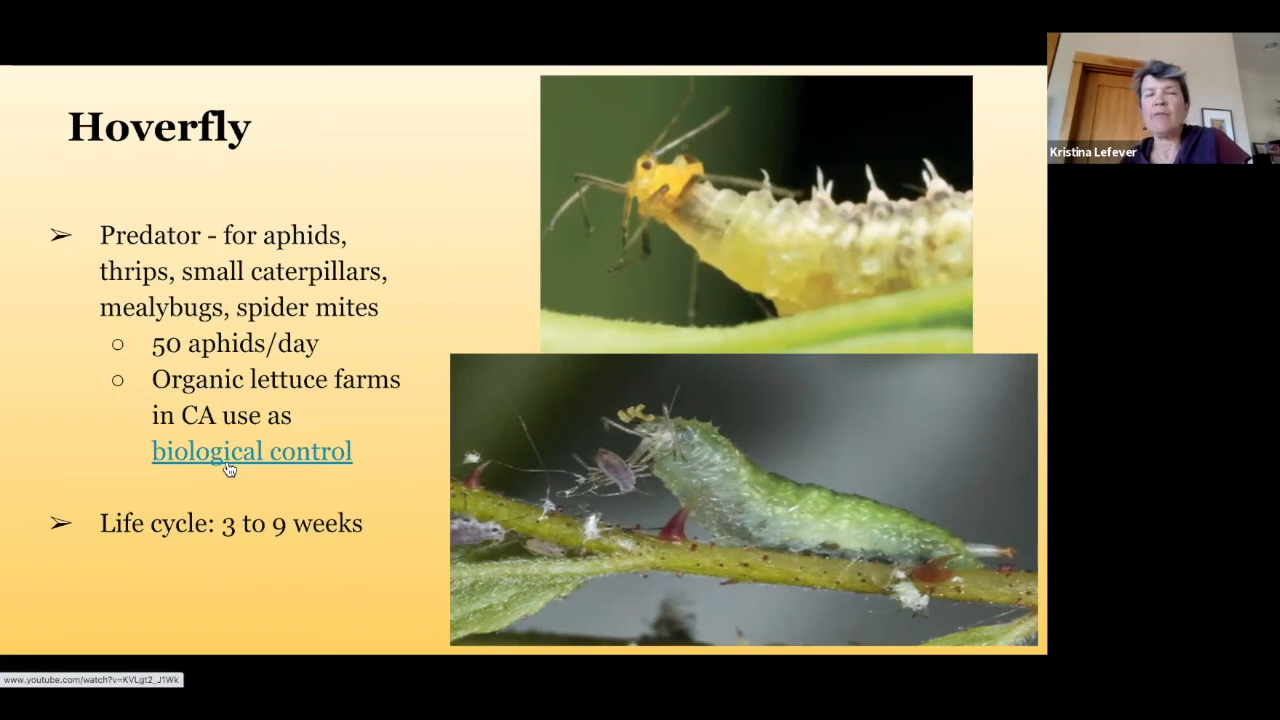 Hoverfly
Kristina Lefever
➢ Predator - for aphids,
thrips, small caterpillars,
mealybugs, spider mites
○ 50 aphids/day
○ Organic lettuce farms
in CA use as
biological control
➢ Life cycle: 3 to 9 weeks
www.youtube.com/watch?v=KVLgt2_J1Wk